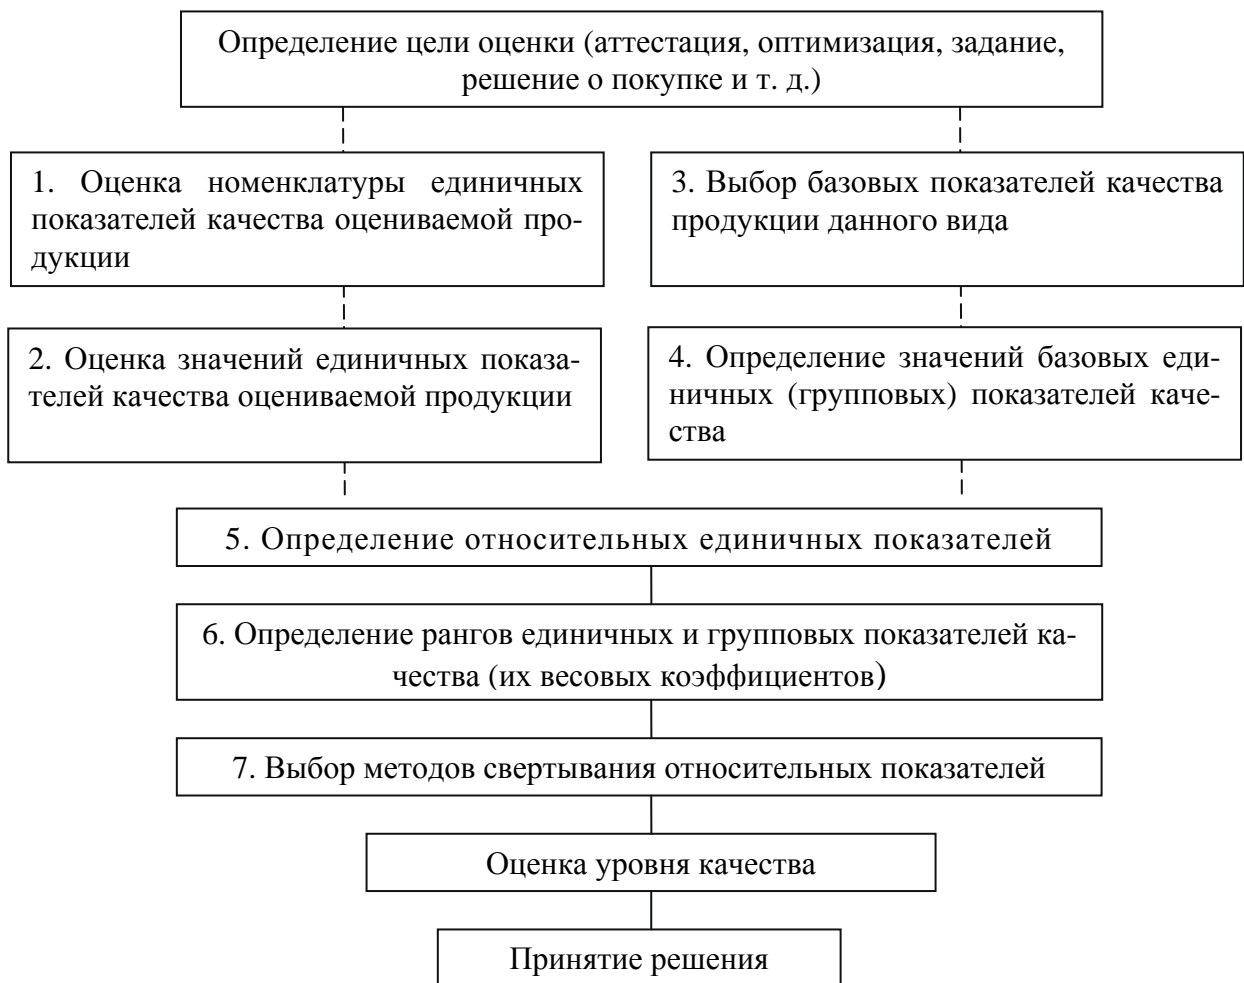 Определение цели оценки (аттестация, оптимизация, задание,
решение о покупке и т. д.)
1. Оценка номенклатуры единичных
показателей качества оцениваемой про-
дукции
3. Выбор базовых показателей качества
продукции данного вида
2. Оценка значений единичных показа-
телей качества оцениваемой продукции
4. Определение значений базовых еди-
ничных (групповых) показателей каче-
ства
5. Определение относительных единичных показателей
6. Определение рангов единичных и групповых показателей ка-
чества (их весовых коэффициентов)
7. Выбор методов свертывания относительных показателей
Оценка уровня качества
Принятие решения